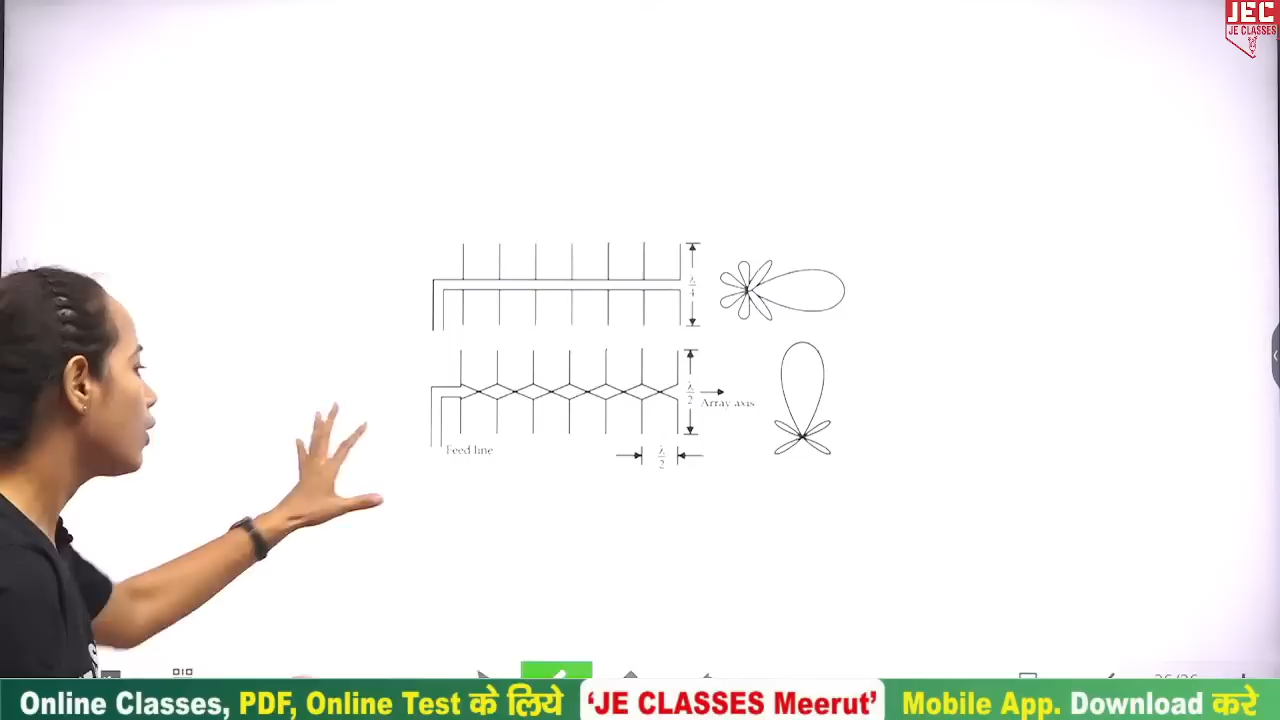 JEC
JE CLASSES
λ
4
λ
2
Array axis
Feed line
λ
2
Online Classes, PDF, Online Test के लिये 'JE CLASSES Meerut' Mobile App. Download करे